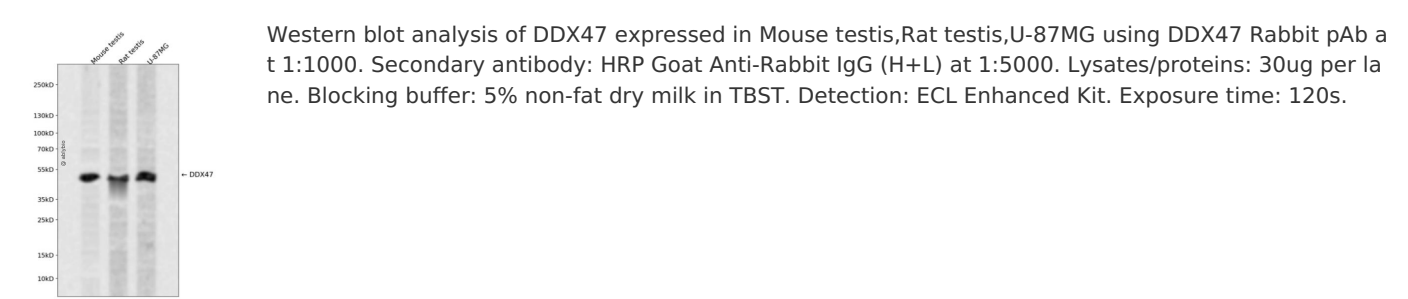 Mouse testis
Rat testis
U-87MG
250kD
130kD
100kD
70kD
55kD
35kD
25kD
15kD
10kD
← DDX47
Western blot analysis of DDX47 expressed in Mouse testis,Rat testis,U-87MG using DDX47 Rabbit pAb a
t 1:1000. Secondary antibody: HRP Goat Anti-Rabbit IgG (H+L) at 1:5000. Lysates/proteins: 30ug per la
ne. Blocking buffer: 5% non-fat dry milk in TBST. Detection: ECL Enhanced Kit. Exposure time: 120s.